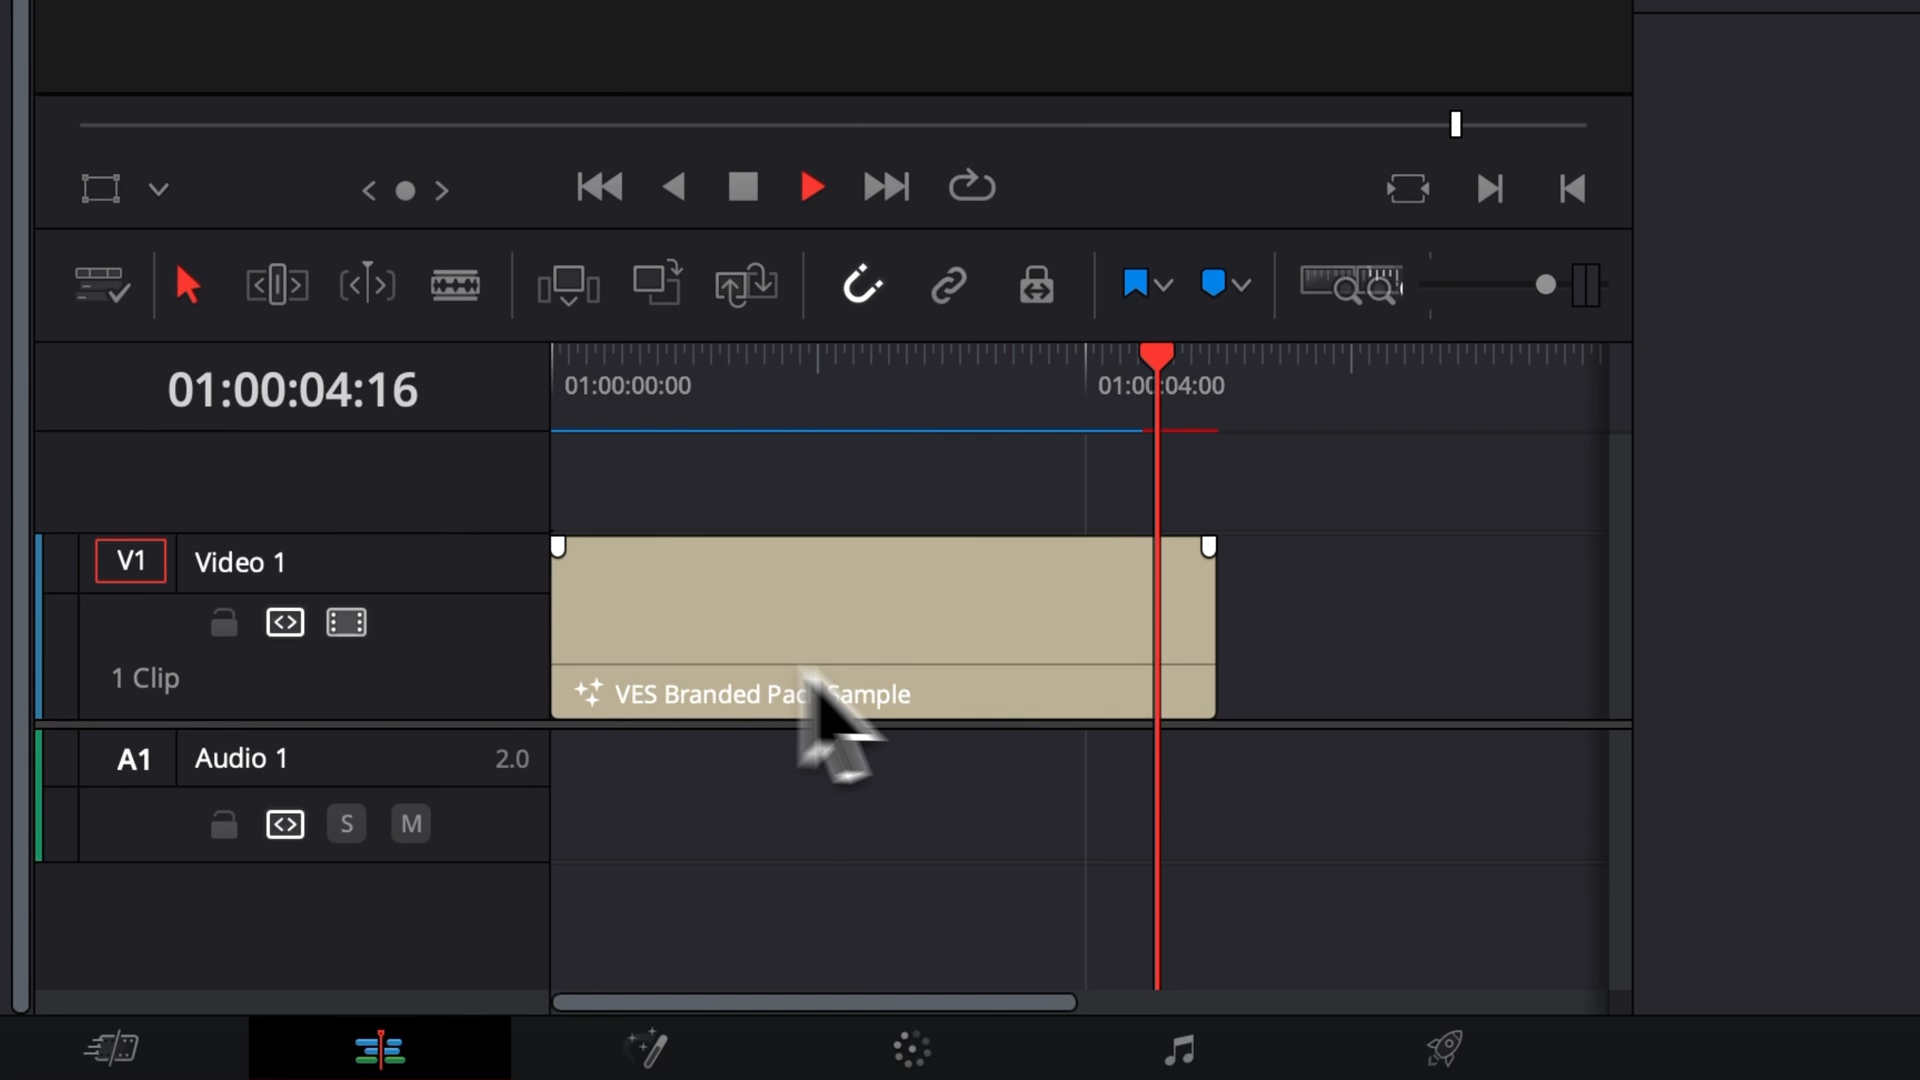 01:00:04:16
01:00:00:00
01:00:04:00
V1
Video 1
1 Clip
VES Branded Pack Sample
A1
Audio 1
2.0
S
M